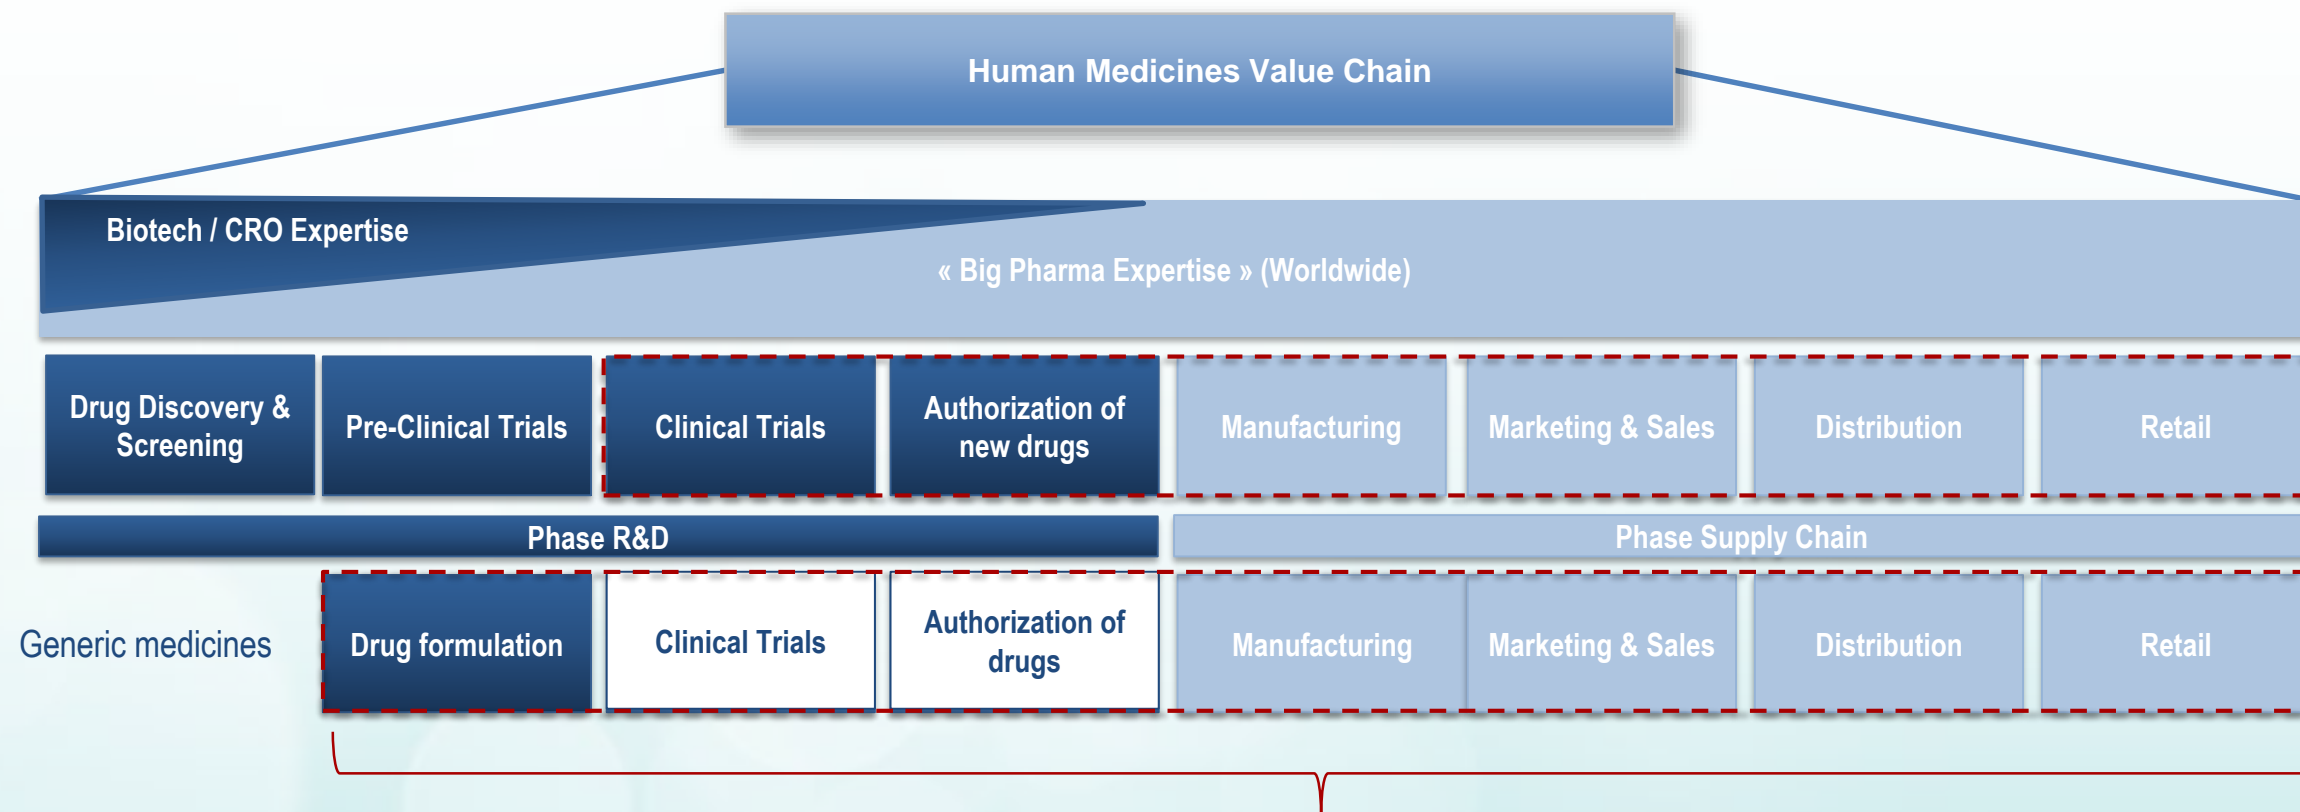 Human Medicines Value Chain
Biotech / CRO Expertise
« Big Pharma Expertise » (Worldwide)
Drug Discovery &
Screening
Pre-Clinical Trials
Clinical Trials
Authorization of
new drugs
Manufacturing
Marketing & Sales
Distribution
Retail
Phase R&D
Phase Supply Chain
Generic medicines
Drug formulation
Clinical Trials
Authorization of
drugs
Manufacturing
Marketing & Sales
Distribution
Retail